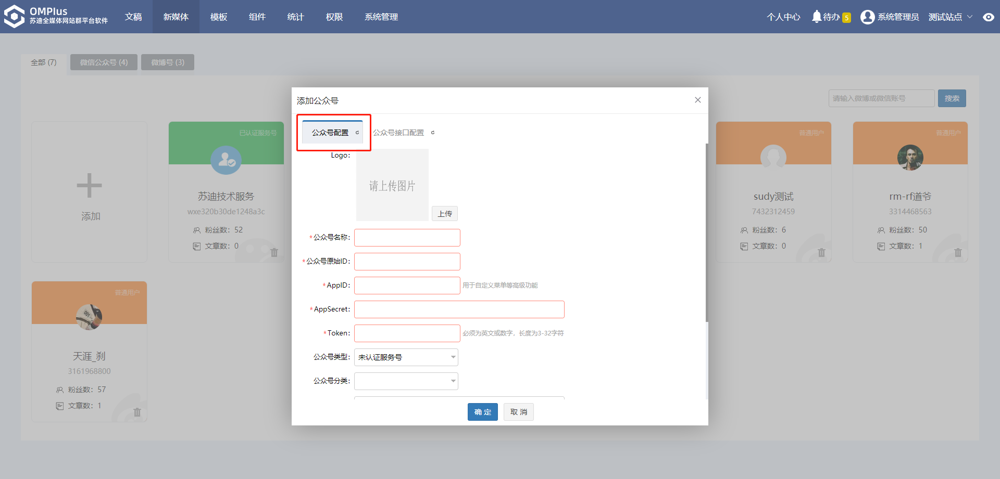 OMPlus
苏迪全媒体网站群平台软件
文稿
新媒体
模板
组件
统计
权限
系统管理
个人中心
待办 5
系统管理员
测试站点
全部 (7)
微信公众号 (4)
微博号 (3)
请输入微博或微信账号
搜索
添加
已认证服务号
苏迪技术服务
wxe320b30de1248a3c
粉丝数：52
文章数：0
普通用户
sudy测试
7432312459
粉丝数：6
文章数：0
普通用户
rm-rf道爷
3314468563
粉丝数：50
文章数：1
普通用户
001
天涯_刹
3161968800
粉丝数：57
文章数：1
添加公众号
公众号配置
公众号接口配置
Logo：
请上传图片
上传
*公众号名称：
*公众号原始ID：
*AppID：
用于自定义菜单等高级功能
*AppSecret：
*Token：
必须为英文或数字，长度为3-32字符
公众号类型：
未认证服务号
公众号分类：
确 定
取 消